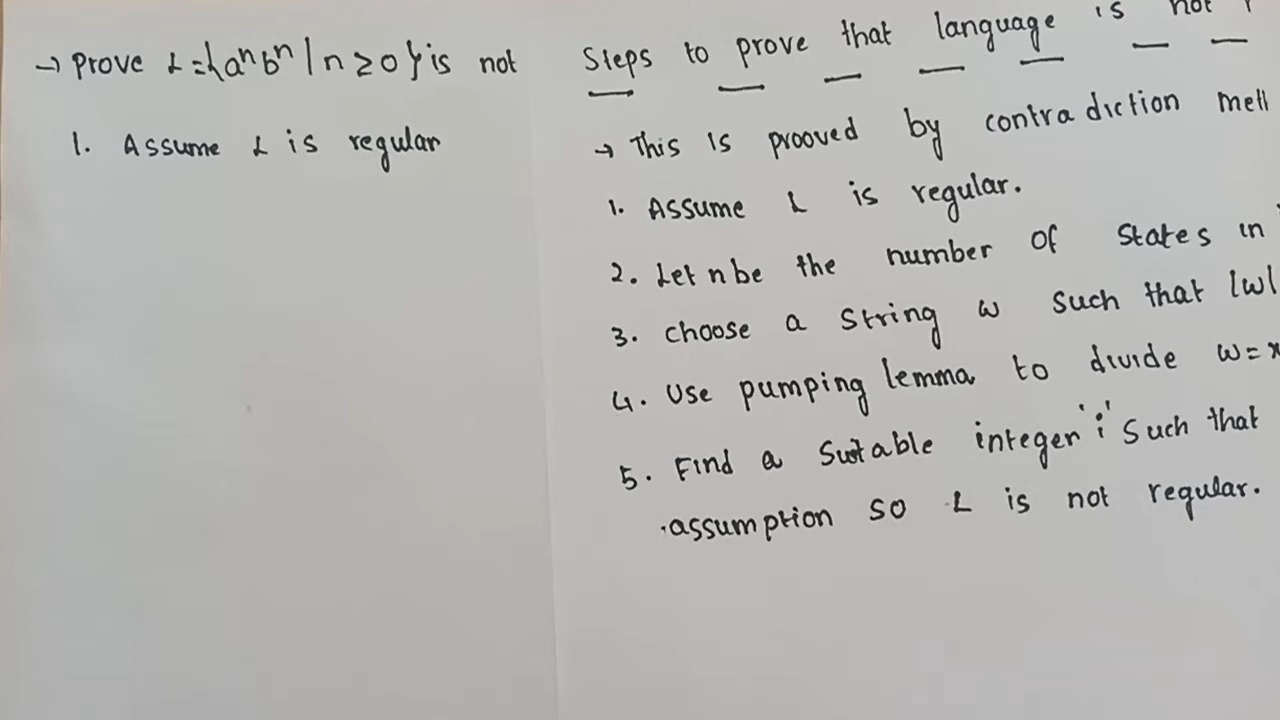 → Prove L = {aⁿbⁿ | n ≥ 0} is not
1. Assume L is regular
Steps to prove that language is not
→ This is prooved by contradiction
1. Assume L is regular.
2. Let n be the number of states in
3. choose a string w such that |w|
4. Use pumping lemma to divide w = x
5. Find a Suitable integer 'i' such that
assumption so L is not regular.